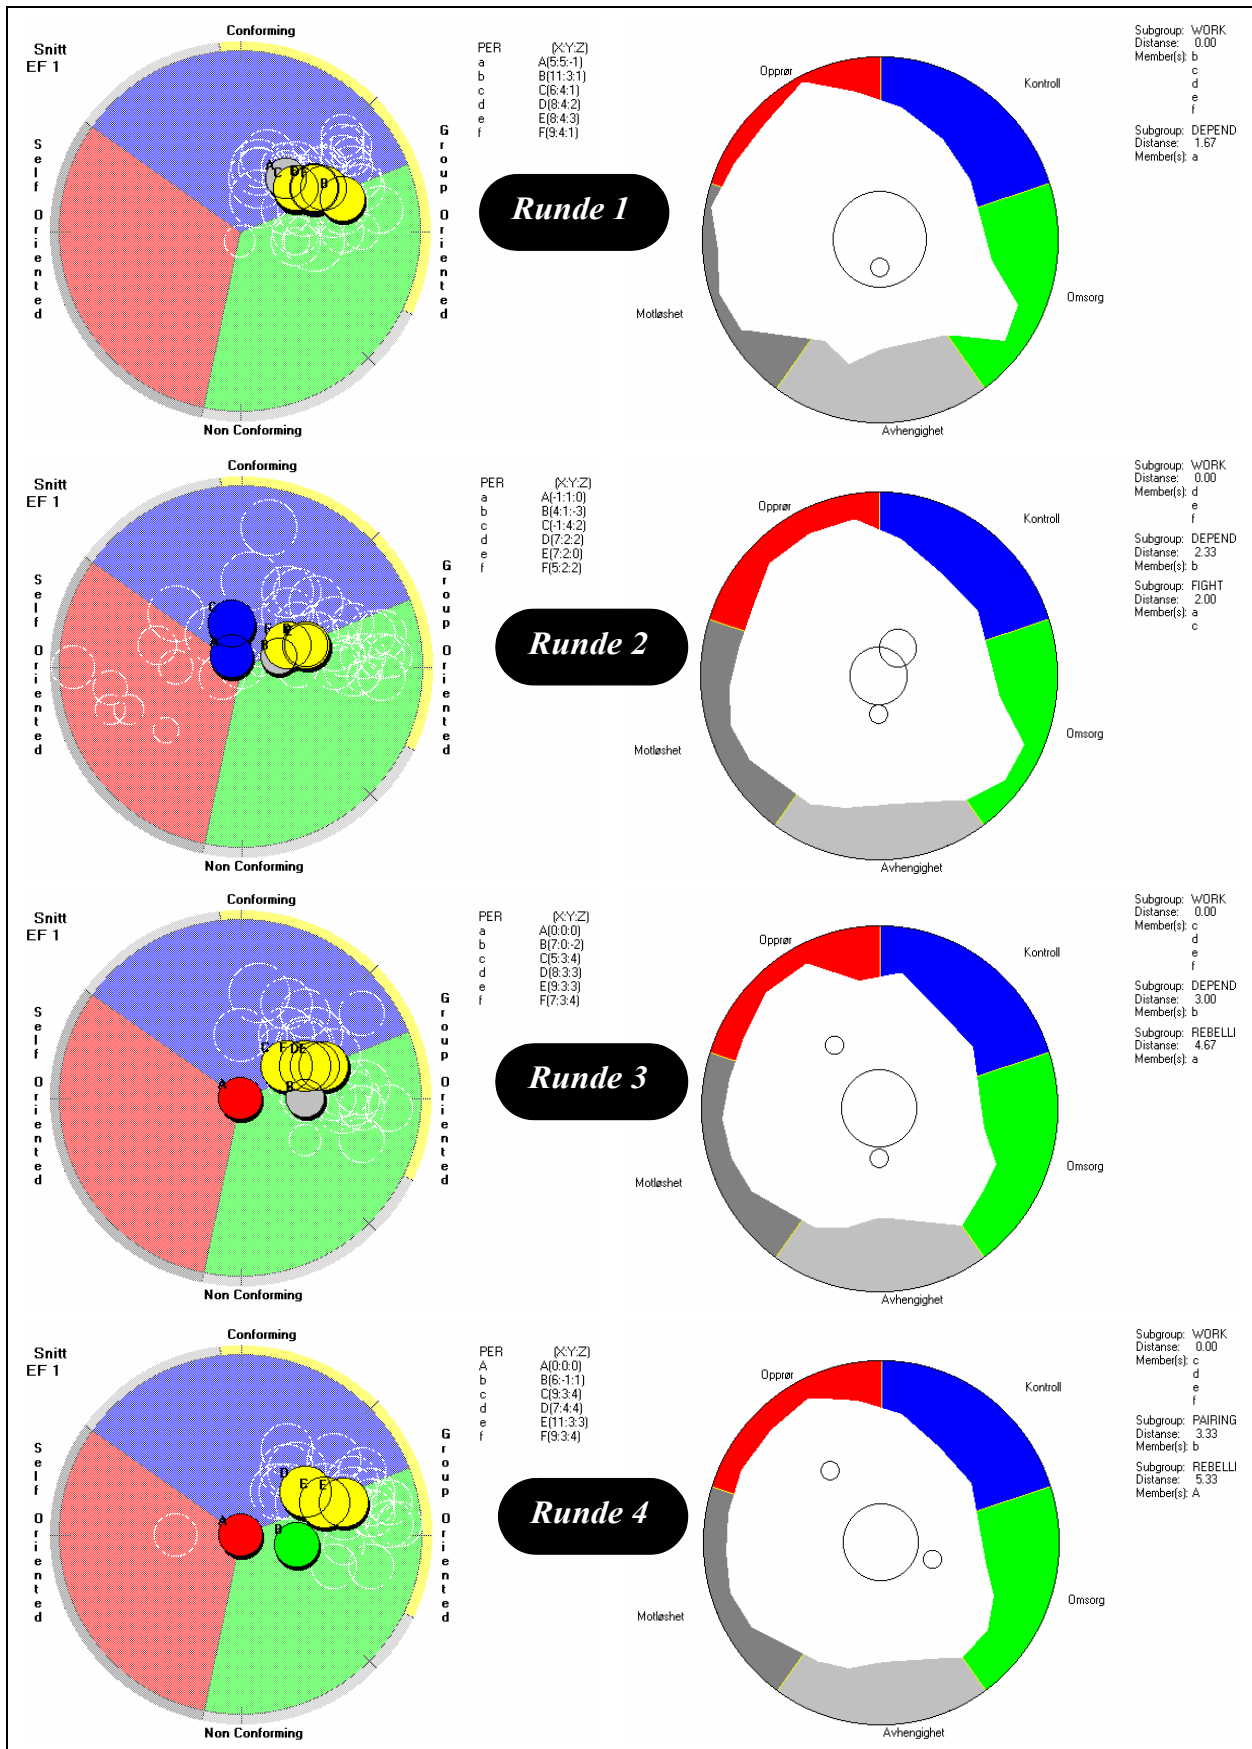 Conforming
Snitt
EF 1
Self Oriented
Group Oriented
A
C
D
F
B
Non Conforming
PER (X:Y:Z)
a A(5:5:-1)
b B(11:3:1)
c C(6:4:1)
d D(8:4:2)
e E(8:4:3)
f F(9:4:1)
Runde 1
Opprør
Kontroll
Omsorg
Motløshet
Avhengighet
Subgroup: WORK
Distanse: 0.00
Member(s): b
c
d
e
f
Subgroup: DEPEND
Distanse: 1.67
Member(s): a
Conforming
Snitt
EF 1
Self Oriented
Group Oriented
C
A
F
B
E
Non Conforming
PER (X:Y:Z)
a A(-1:1:0)
b B(4:1:-3)
c C(-1:4:2)
d D(7:2:2)
e E(7:2:0)
f F(5:2:2)
Runde 2
Opprør
Kontroll
Omsorg
Motløshet
Avhengighet
Subgroup: WORK
Distanse: 0.00
Member(s): d
e
f
Subgroup: DEPEND
Distanse: 2.33
Member(s): b
Subgroup: FIGHT
Distanse: 2.00
Member(s): a
c
Conforming
Snitt
EF 1
Self Oriented
Group Oriented
C F D E
A
B
Non Conforming
PER (X:Y:Z)
a A(0:0:0)
b B(7:0:-2)
c C(5:3:4)
d D(8:3:3)
e E(9:3:3)
f F(7:3:4)
Runde 3
Opprør
Kontroll
Omsorg
Motløshet
Avhengighet
Subgroup: WORK
Distanse: 0.00
Member(s): c
d
e
f
Subgroup: DEPEND
Distanse: 3.00
Member(s): b
Subgroup: REBELLI
Distanse: 4.67
Member(s): a
Conforming
Snitt
EF 1
Self Oriented
Group Oriented
D
E
A
B
Non Conforming
PER (X:Y:Z)
A A(0:0:0)
b B(6:-1:1)
c C(9:3:4)
d D(7:4:4)
e E(11:3:3)
f F(9:3:4)
Runde 4
Opprør
Kontroll
Omsorg
Motløshet
Avhengighet
Subgroup: WORK
Distanse: 0.00
Member(s): c
d
e
f
Subgroup: PAIRING
Distanse: 3.33
Member(s): b
Subgroup: REBELLI
Distanse: 5.33
Member(s): A